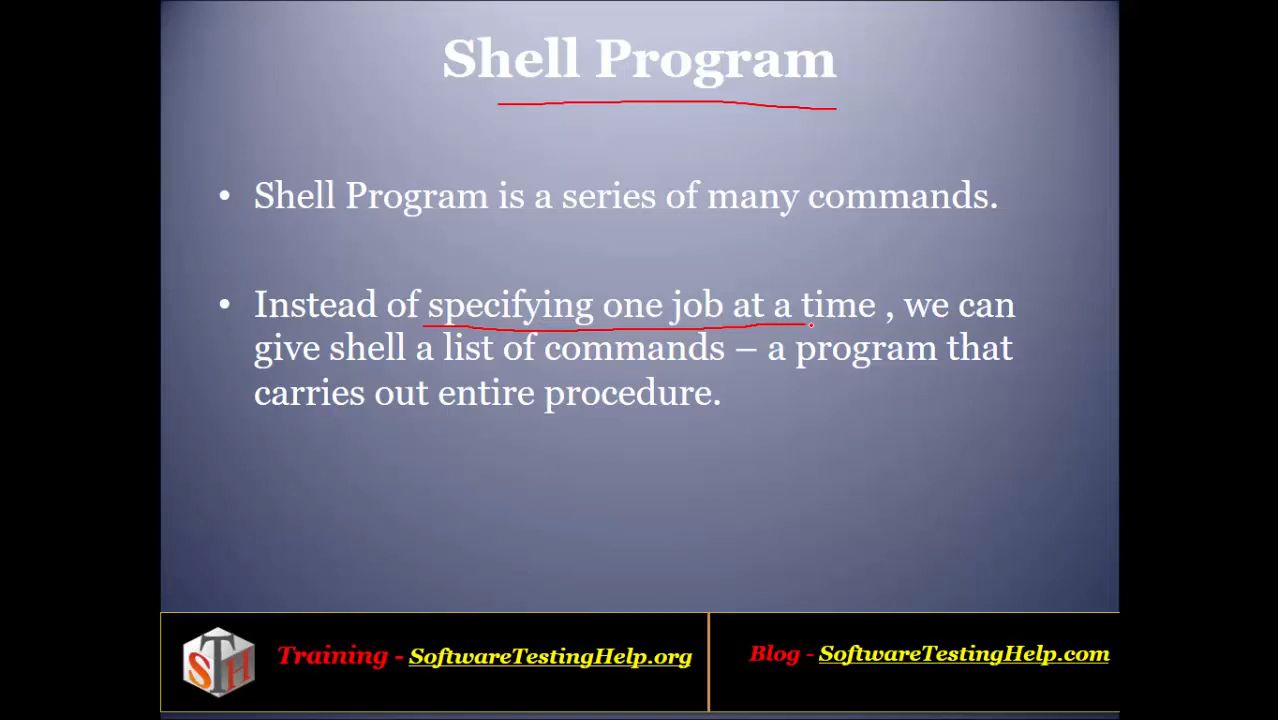 Shell Program
• Shell Program is a series of many commands.
• Instead of specifying one job at a time , we can
give shell a list of commands – a program that
carries out entire procedure.
STH
Training - SoftwareTestingHelp.org
Blog - SoftwareTestingHelp.com